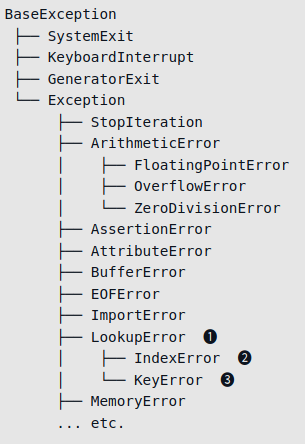 BaseException
├── SystemExit
├── KeyboardInterrupt
├── GeneratorExit
└── Exception
     ├── StopIteration
     ├── ArithmeticError
     │    ├── FloatingPointError
     │    ├── OverflowError
     │    └── ZeroDivisionError
     ├── AssertionError
     ├── AttributeError
     ├── BufferError
     ├── EOFError
     ├── ImportError
     ├── LookupError ❶
     │    ├── IndexError ❷
     │    └── KeyError ❸
     ├── MemoryError
     ... etc.